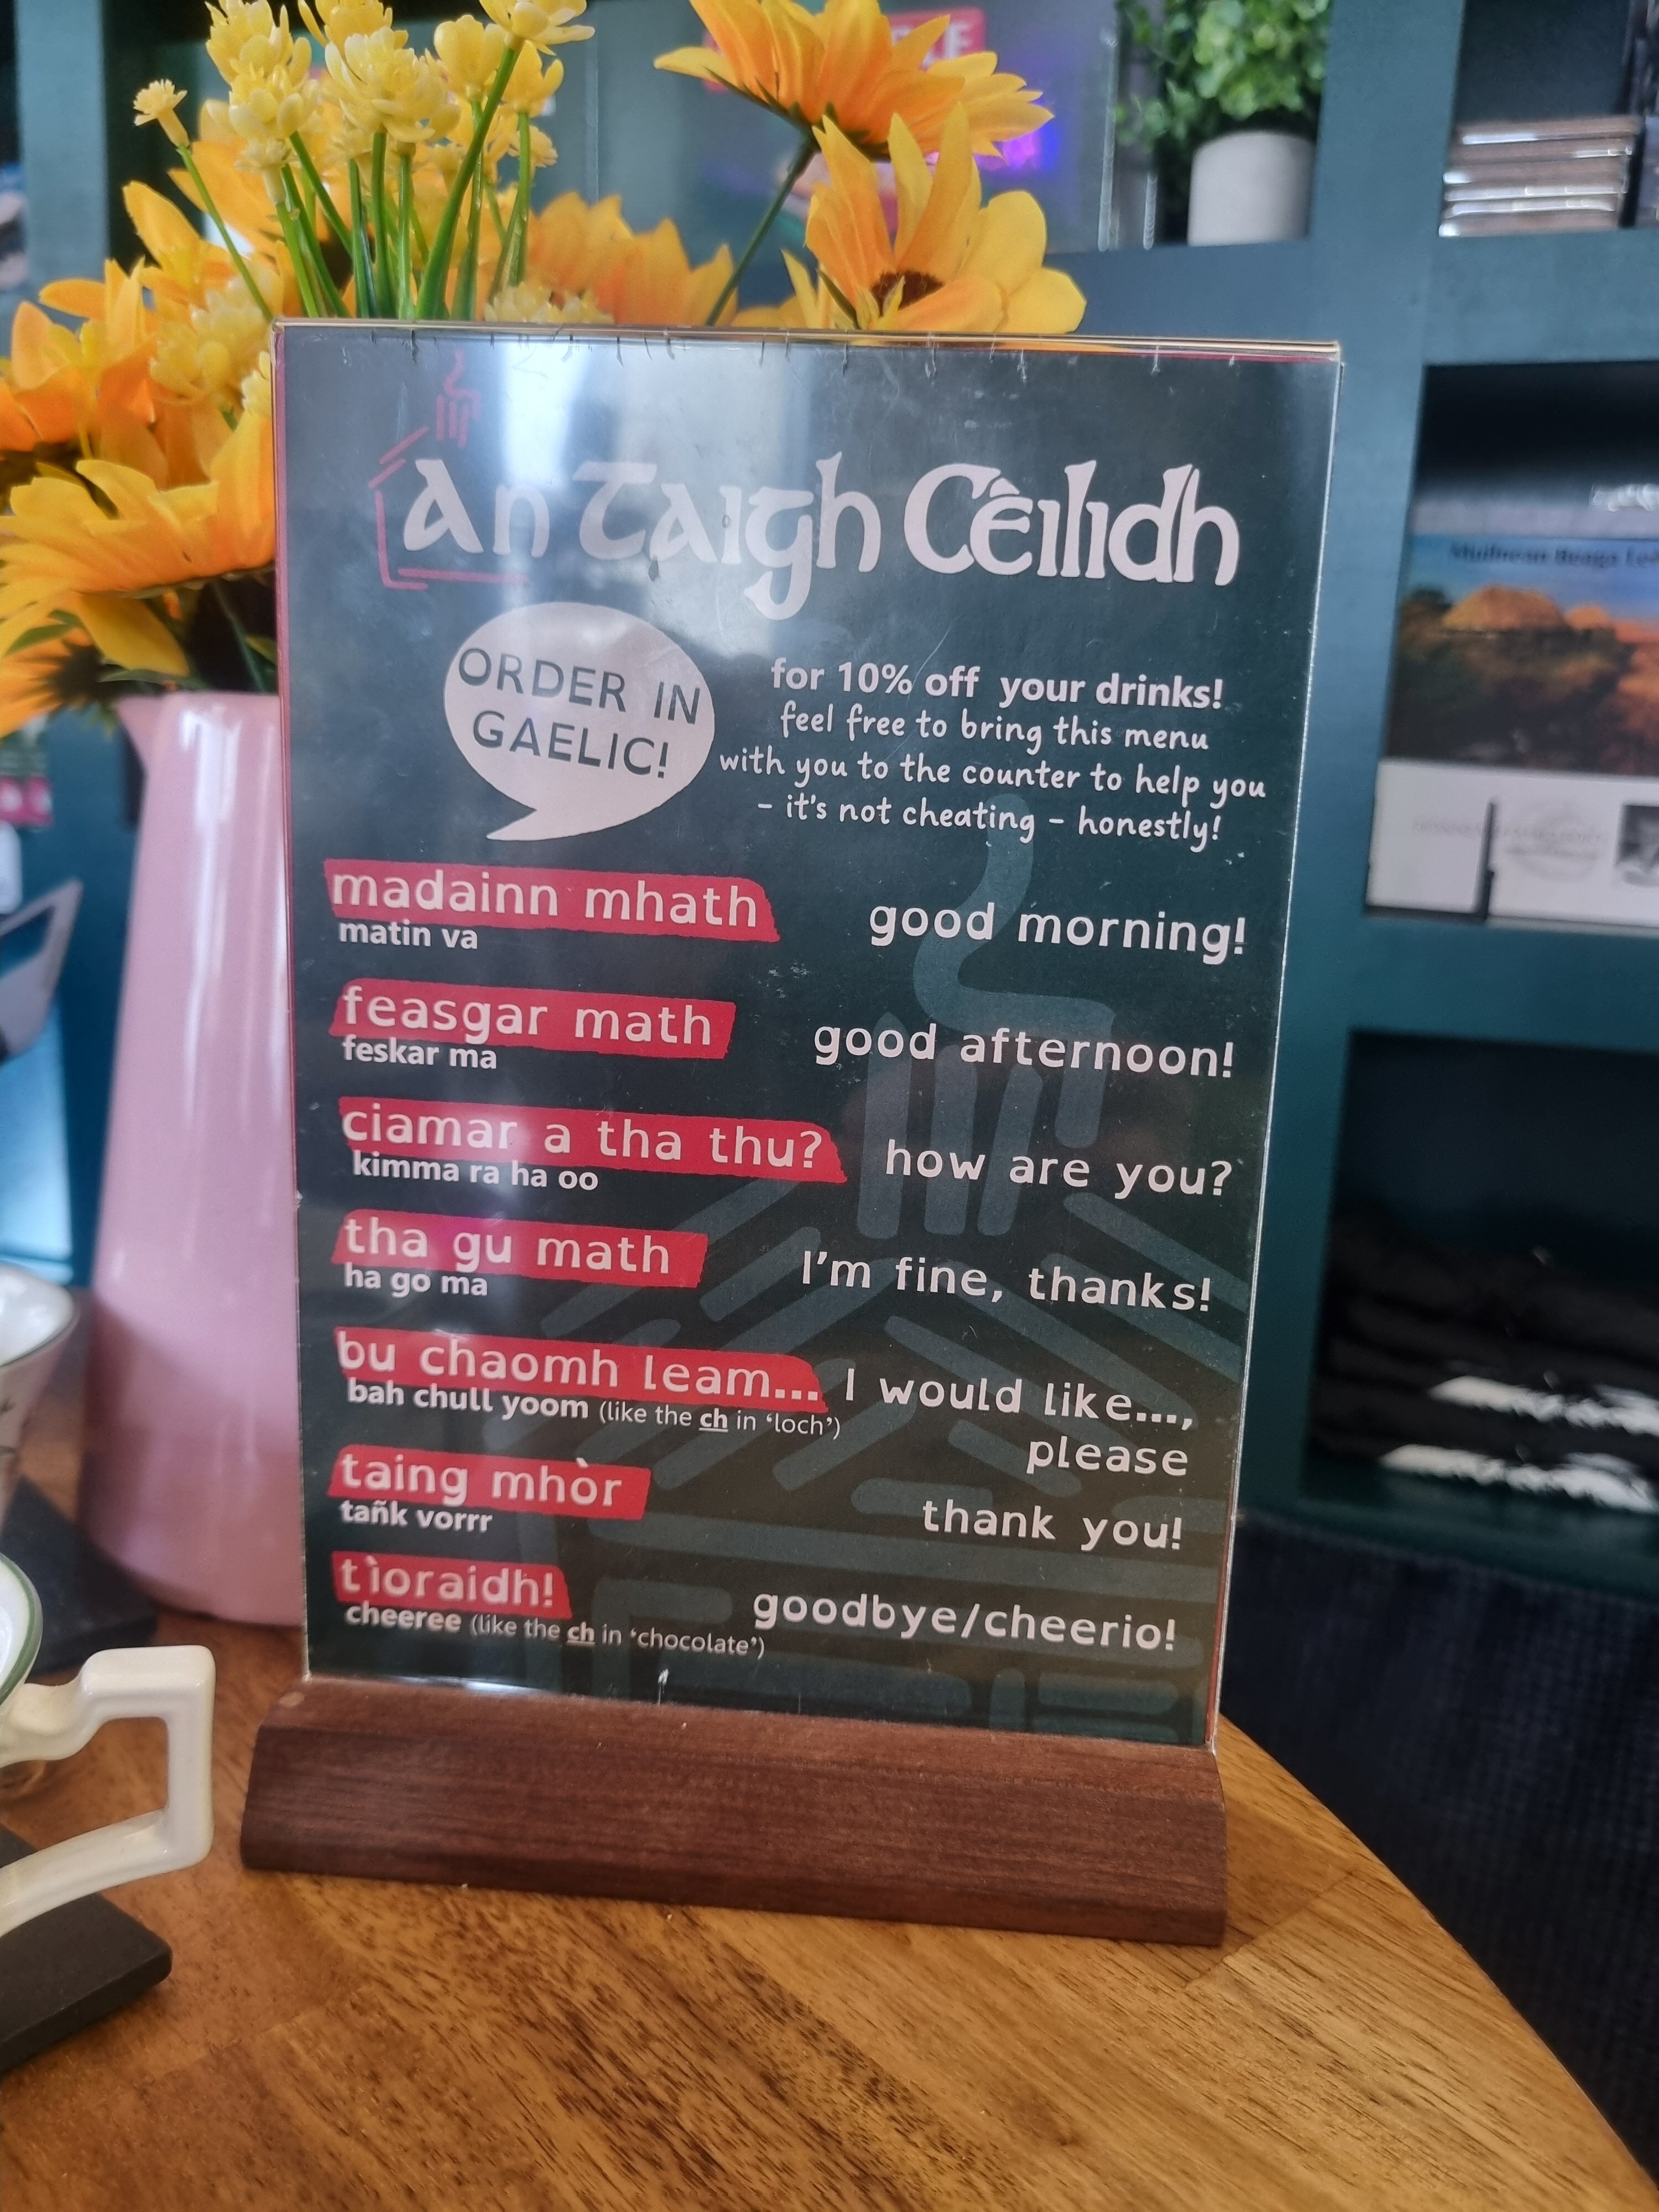 An Taigh Cèilidh
ORDER IN
GAELIC!
for 10% off your drinks!
feel free to bring this menu
with you to the counter to help you
- it's not cheating - honestly!
madainn mhath
matin va
good morning!
feasgar math
feskar ma
good afternoon!
ciamar a tha thu?
kimma ra ha oo
how are you?
tha gu math
ha go ma
I'm fine, thanks!
bu chaomh leam...
bah chull yoom (like the ch in 'loch')
I would like...,
please
taing mhòr
tañk vorrr
thank you!
tìoraidh!
cheeree (like the ch in 'chocolate')
goodbye/cheerio!